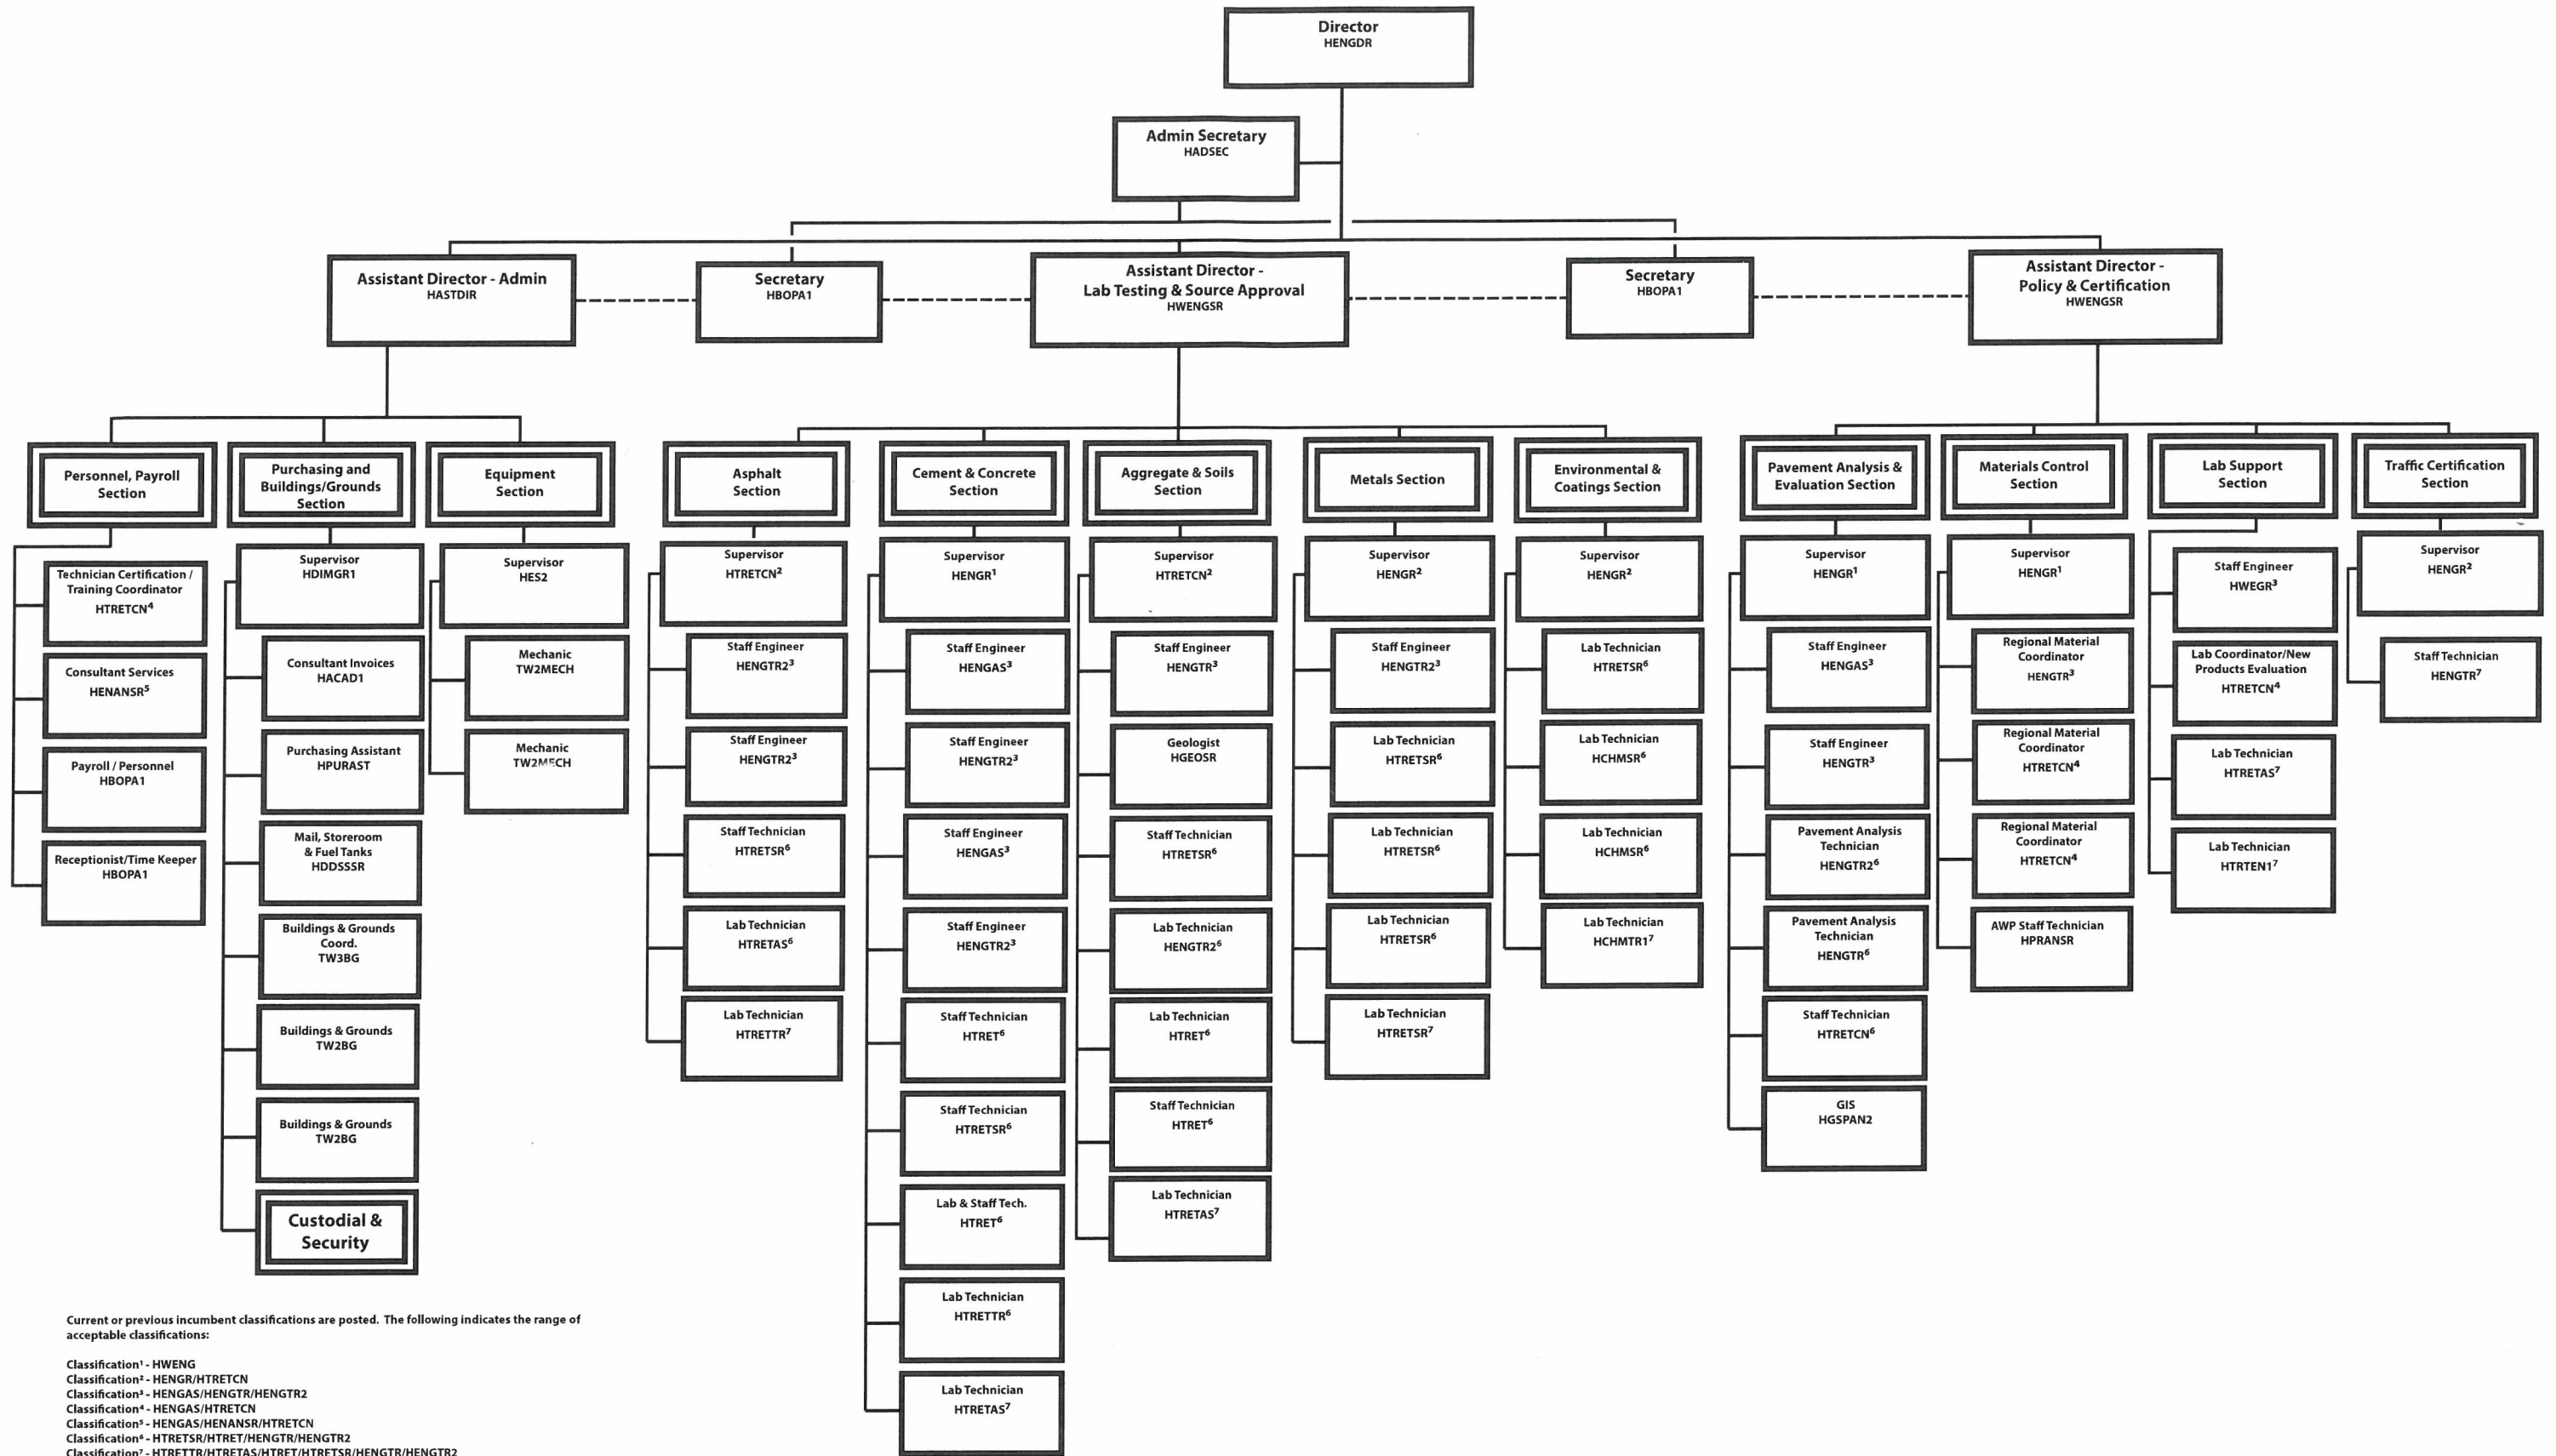 Director
HENGDR
Admin Secretary
HADSEC
Assistant Director - Admin
HASTDIR
Secretary
HBOPA1
Assistant Director -
Lab Testing & Source Approval
HWENGSR
Secretary
HBOPA1
Assistant Director -
Policy & Certification
HWENGSR
Personnel, Payroll
Section
Technician Certification /
Training Coordinator
HTRETCN⁴
Consultant Services
HENANSR⁵
Payroll / Personnel
HBOPA1
Receptionist/Time Keeper
HBOPA1
Purchasing and
Buildings/Grounds
Section
Supervisor
HDIMGR1
Consultant Invoices
HACAD1
Purchasing Assistant
HPURAST
Mail, Storeroom
& Fuel Tanks
HDDSSSR
Buildings & Grounds
Coord.
TW3BG
Buildings & Grounds
TW2BG
Buildings & Grounds
TW2BG
Custodial &
Security
Equipment
Section
Supervisor
HES2
Mechanic
TW2MECH
Mechanic
TW2MECH
Asphalt
Section
Supervisor
HTRETCN²
Staff Engineer
HENGTR2³
Staff Engineer
HENGTR2³
Staff Technician
HTRETSR⁶
Lab Technician
HTRETAS⁶
Lab Technician
HTRETTR⁷
Cement & Concrete
Section
Supervisor
HENGR¹
Staff Engineer
HENGAS³
Staff Engineer
HENGTR2³
Staff Engineer
HENGAS³
Staff Engineer
HENGTR2³
Staff Technician
HTRET⁶
Staff Technician
HTRETSR⁶
Lab & Staff Tech.
HTRET⁶
Lab Technician
HTRETTR⁶
Lab Technician
HTRETAS⁷
Aggregate & Soils
Section
Supervisor
HTRETCN²
Staff Engineer
HENGTR³
Geologist
HGEOSR
Staff Technician
HTRETSR⁶
Lab Technician
HENGTR2⁶
Lab Technician
HTRET⁶
Staff Technician
HTRET⁶
Lab Technician
HTRETAS⁷
Metals Section
Supervisor
HENGR²
Staff Engineer
HENGTR2³
Lab Technician
HTRETSR⁶
Lab Technician
HTRETSR⁶
Lab Technician
HTRETSR⁶
Lab Technician
HTRETSR⁷
Environmental &
Coatings Section
Supervisor
HENGR²
Lab Technician
HTRETSR⁶
Lab Technician
HCHMSR⁶
Lab Technician
HCHMSR⁶
Lab Technician
HCHMTR1⁷
Pavement Analysis &
Evaluation Section
Supervisor
HENGR¹
Staff Engineer
HENGAS³
Staff Engineer
HENGTR³
Pavement Analysis
Technician
HENGTR2⁶
Pavement Analysis
Technician
HENGTR⁶
Staff Technician
HTRETCN⁶
GIS
HGSPAN2
Materials Control
Section
Supervisor
HENGR¹
Regional Material
Coordinator
HENGTR³
Regional Material
Coordinator
HTRETCN⁴
Regional Material
Coordinator
HTRETCN⁴
AWP Staff Technician
HPRANSR
Lab Support
Section
Staff Engineer
HWEGR³
Lab Coordinator/New
Products Evaluation
HTRETCN⁴
Lab Technician
HTRETAS⁷
Lab Technician
HTRTEN1⁷
Traffic Certification
Section
Supervisor
HENGR²
Staff Technician
HENGTR⁷
Current or previous incumbent classifications are posted. The following indicates the range of
acceptable classifications:
Classification¹ - HWENG
Classification² - HENGR/HTRETCN
Classification³ - HENGAS/HENGTR/HENGTR2
Classification⁴ - HENGAS/HTRETCN
Classification⁵ - HENGAS/HENANSR/HTRETCN
Classification⁶ - HTRETSR/HTRET/HENGTR/HENGTR2
Classification⁷ - HTRETTR/HTRETAS/HTRET/HTRETSR/HENGTR/HENGTR2